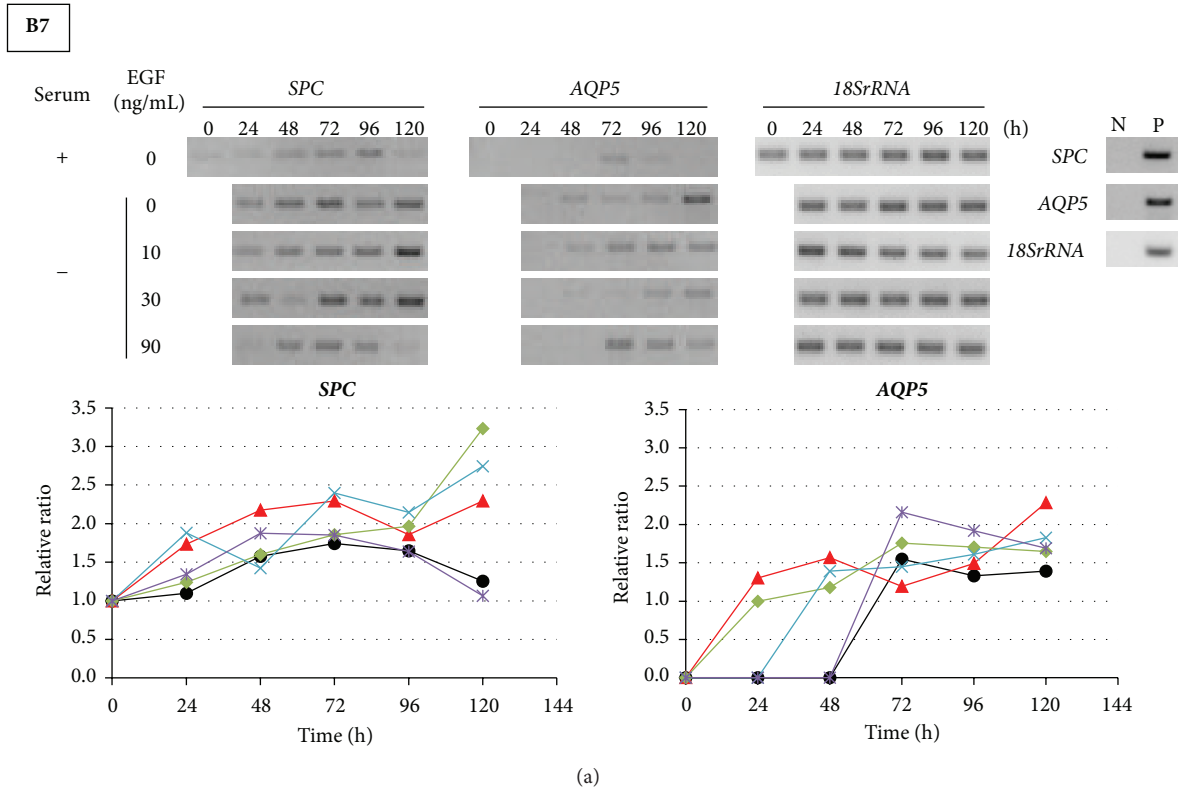 B7
Serum EGF (ng/mL) SPC AQP5 18SrRNA
0 24 48 72 96 120 0 24 48 72 96 120 0 24 48 72 96 120 (h) N P
+ 0 SPC
0 AQP5
− 10 18SrRNA
30
90
SPC
3.5
3.0
2.5
2.0
1.5
1.0
0.5
0.0
Relative ratio
0 24 48 72 96 120 144
Time (h)
AQP5
3.5
3.0
2.5
2.0
1.5
1.0
0.5
0.0
Relative ratio
0 24 48 72 96 120 144
Time (h)
(a)